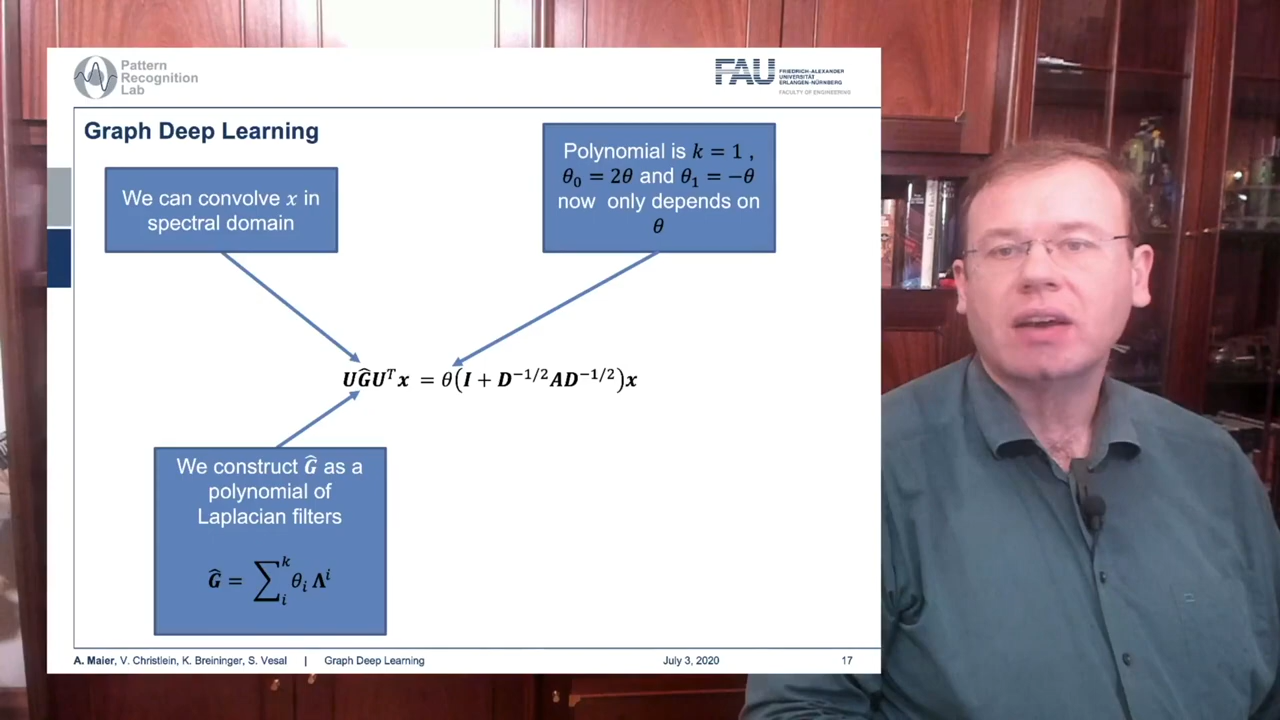 Pattern
Recognition
Lab
FAU
FRIEDRICH-ALEXANDER
UNIVERSITÄT
ERLANGEN-NÜRNBERG
FACULTY OF ENGINEERING
Graph Deep Learning
We can convolve x in
spectral domain
Polynomial is k = 1 ,
θ₀ = 2θ and θ₁ = −θ
now only depends on
θ
UĜUᵀx = θ(I + D⁻¹/²AD⁻¹/²)x
We construct Ĝ as a
polynomial of
Laplacian filters
Ĝ = ∑ᵢᵏ θᵢ Λⁱ
A. Maier, V. Christlein, K. Breininger, S. Vesal | Graph Deep Learning July 3, 2020 17